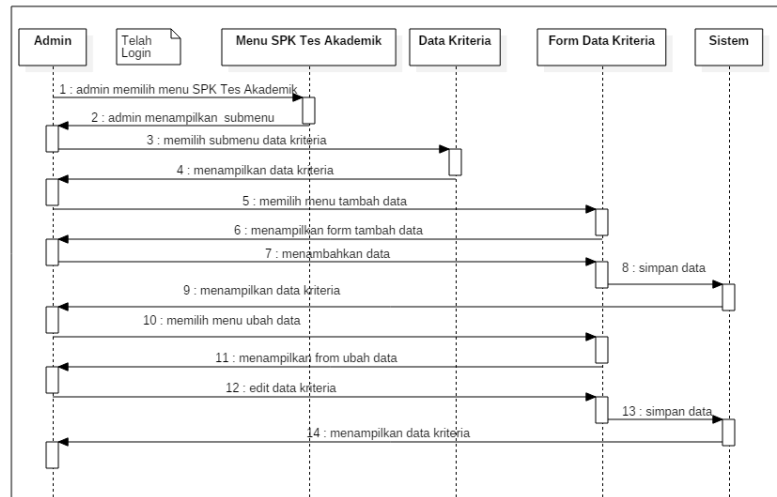 Admin
Telah
Login
Menu SPK Tes Akademik
Data Kriteria
Form Data Kriteria
Sistem
1 : admin memilih menu SPK Tes Akademik
2 : admin menampilkan submenu
3 : memilih submenu data kriteria
4 : menampilkan data kriteria
5 : memilih menu tambah data
6 : menampilkan form tambah data
7 : menambahkan data
8 : simpan data
9 : menampilkan data kriteria
10 : memilih menu ubah data
11 : menampilkan from ubah data
12 : edit data kriteria
13 : simpan data
14 : menampilkan data kriteria